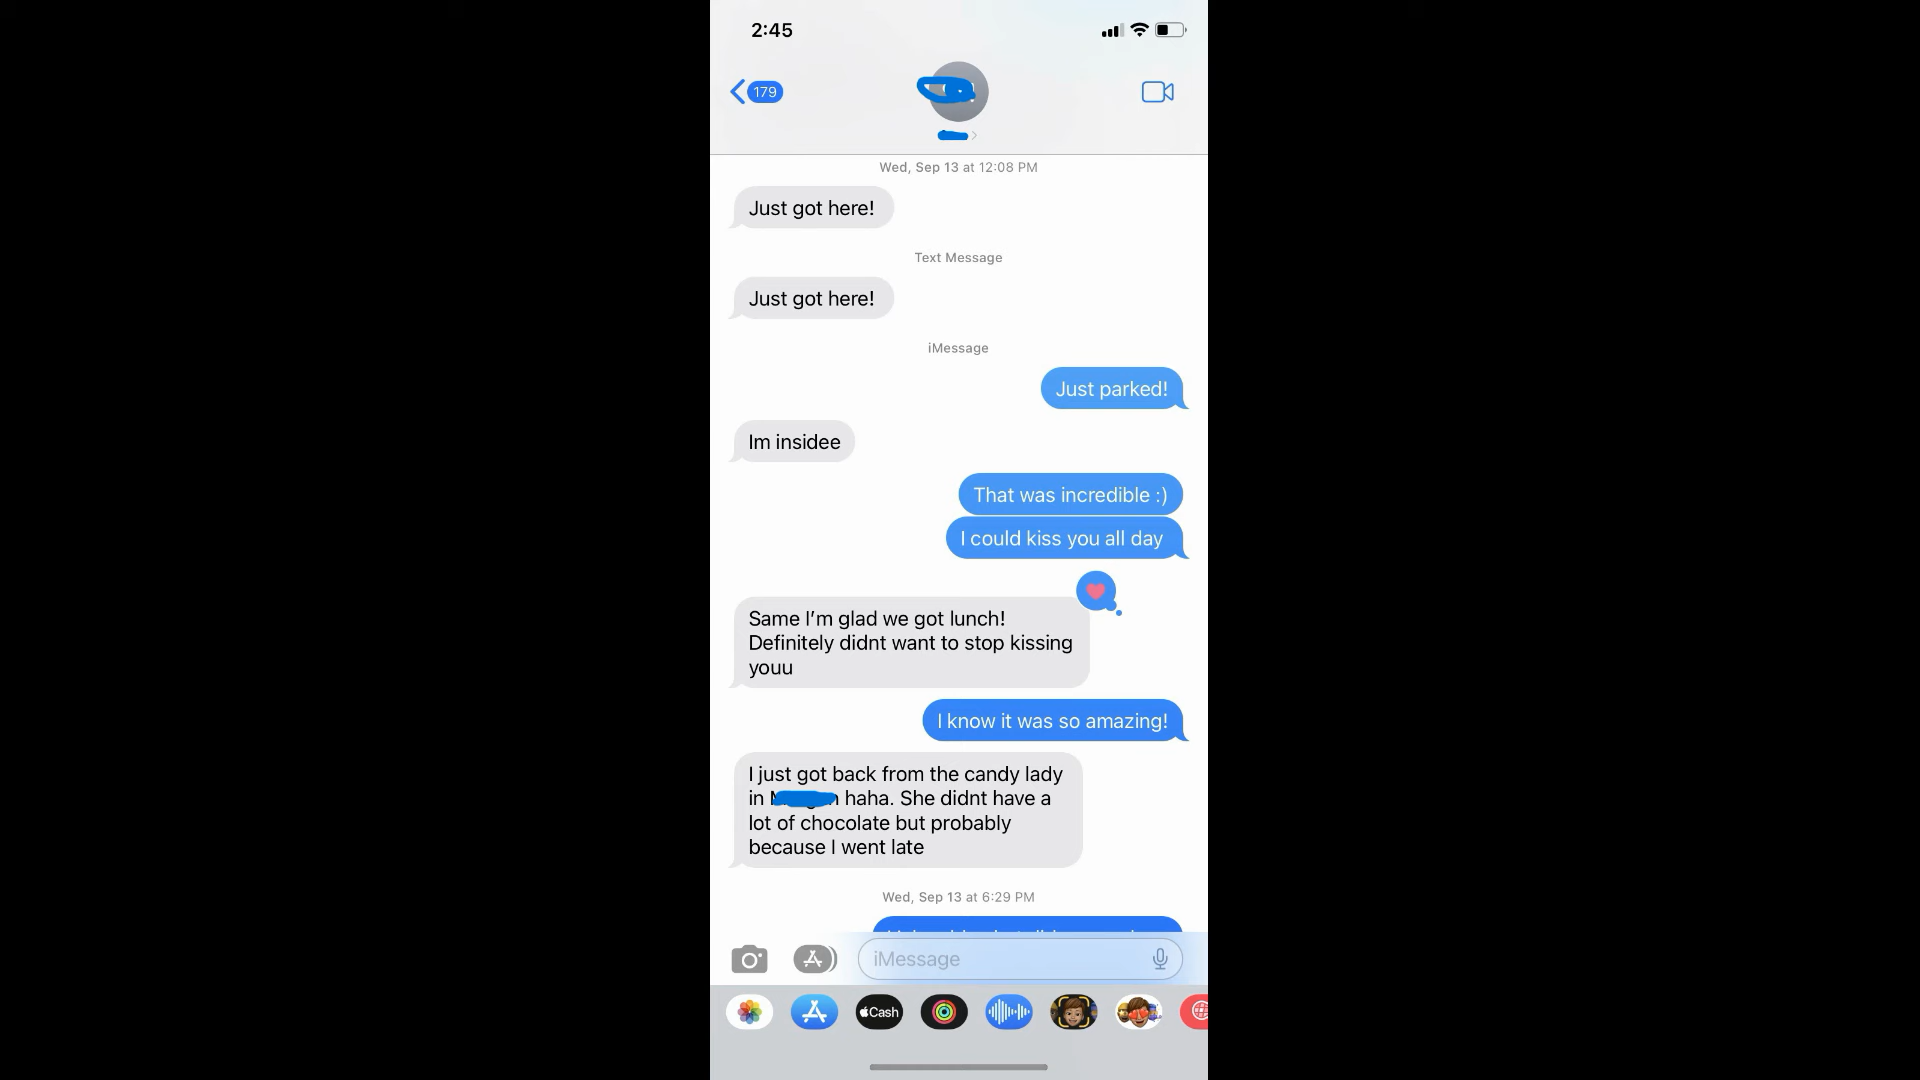 2:45
179
Wed, Sep 13 at 12:08 PM
Just got here!
Text Message
Just got here!
iMessage
Just parked!
Im insidee
That was incredible :)
I could kiss you all day
Same I’m glad we got lunch!
Definitely didnt want to stop kissing
youu
I know it was so amazing!
I just got back from the candy lady
in haha. She didnt have a
lot of chocolate but probably
because I went late
Wed, Sep 13 at 6:29 PM
iMessage
Cash